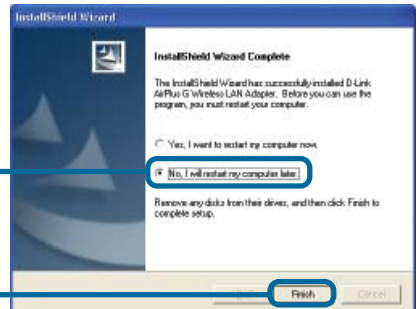 InstallShield Wizard
InstallShield Wizard Complete
The InstallShield Wizard has successfully installed D-Link
AirPlus G Wireless LAN Adapter. Before you can use the
program, you must restart your computer.
Yes, I want to restart my computer now.
No, I will restart my computer later.
Remove any disks from their drives, and then click Finish to
complete setup.
Finish
Cancel